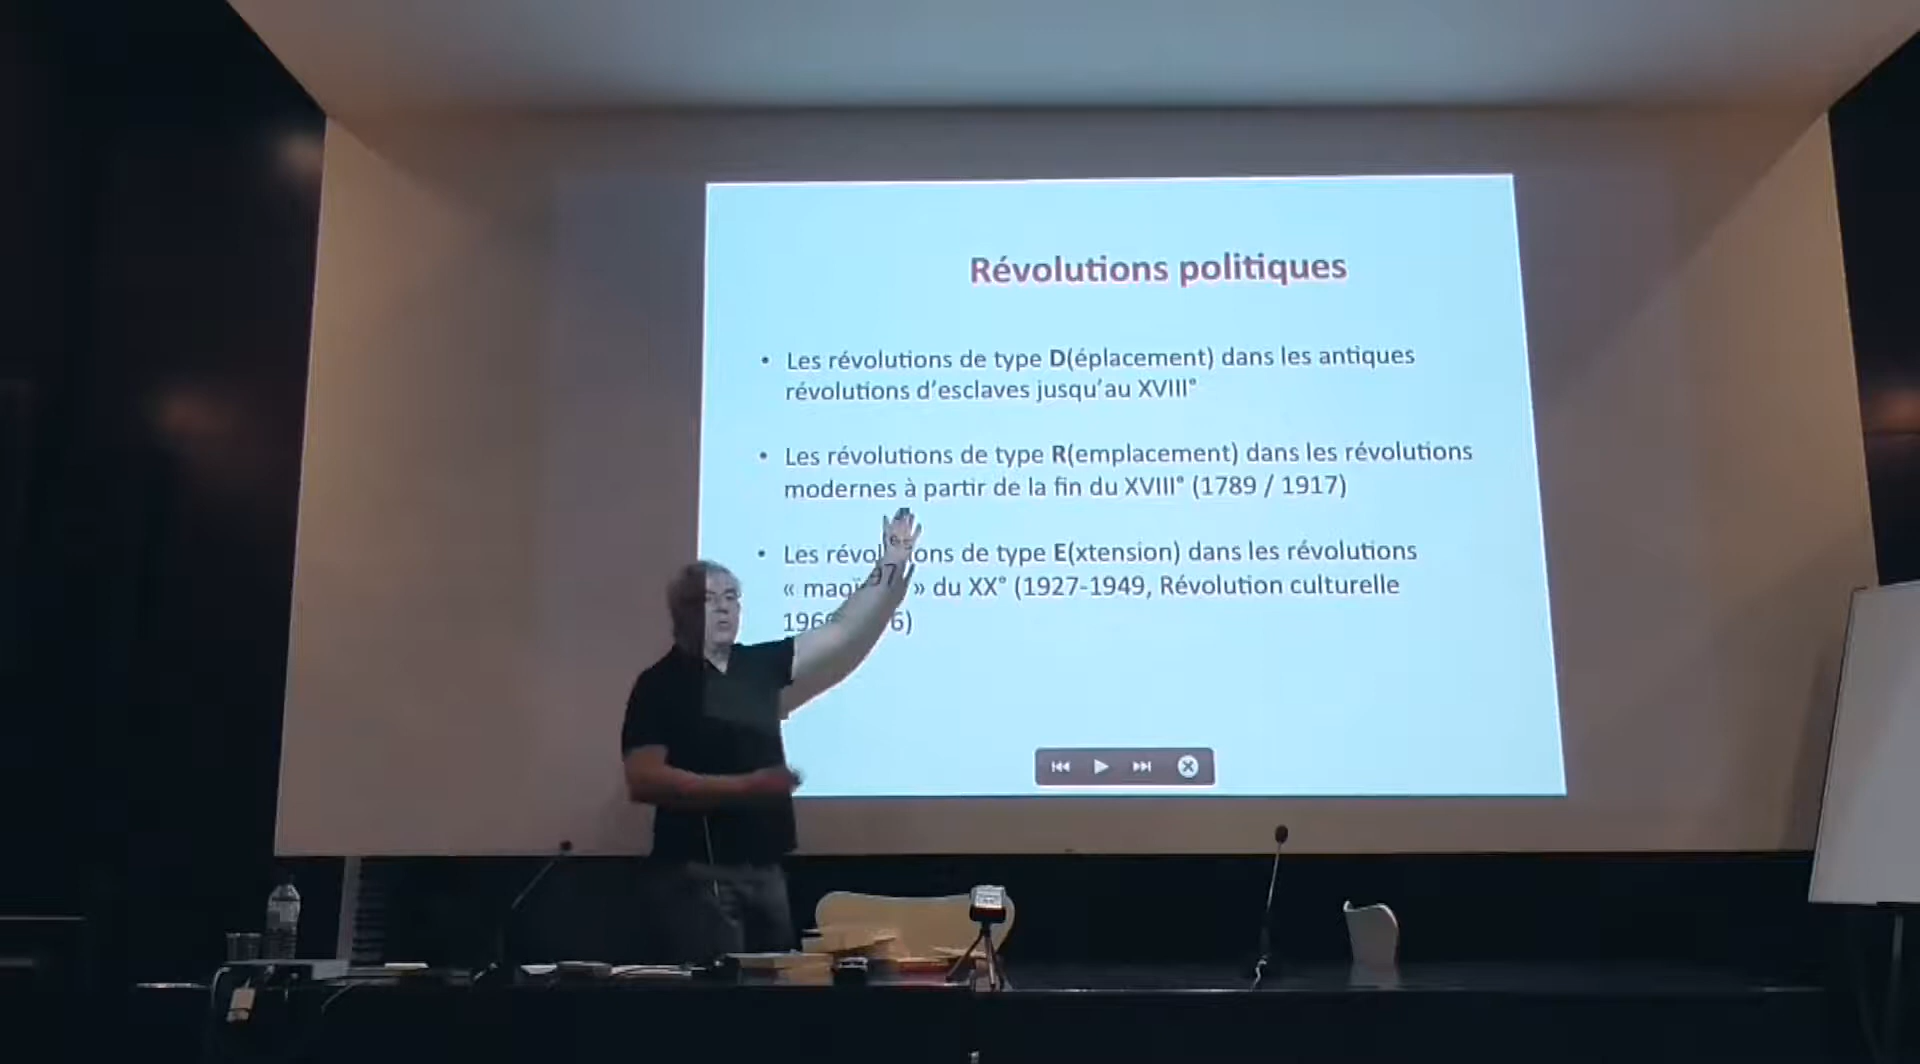 Révolutions politiques
• Les révolutions de type D(éplacement) dans les antiques
révolutions d'esclaves jusqu'au XVIII°
• Les révolutions de type R(emplacement) dans les révolutions
modernes à partir de la fin du XVIII° (1789 / 1917)
• Les de type E(xtension) dans les révolutions
« » du XX° (1927-1949, Révolution culturelle